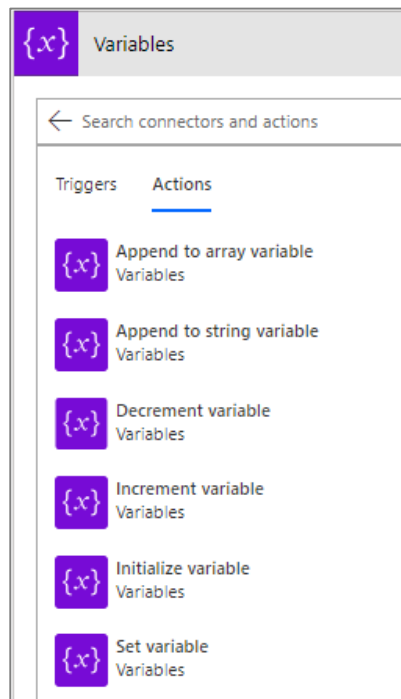 {x} Variables
Search connectors and actions
Triggers Actions
{x} Append to array variable
Variables
{x} Append to string variable
Variables
{x} Decrement variable
Variables
{x} Increment variable
Variables
{x} Initialize variable
Variables
{x} Set variable
Variables